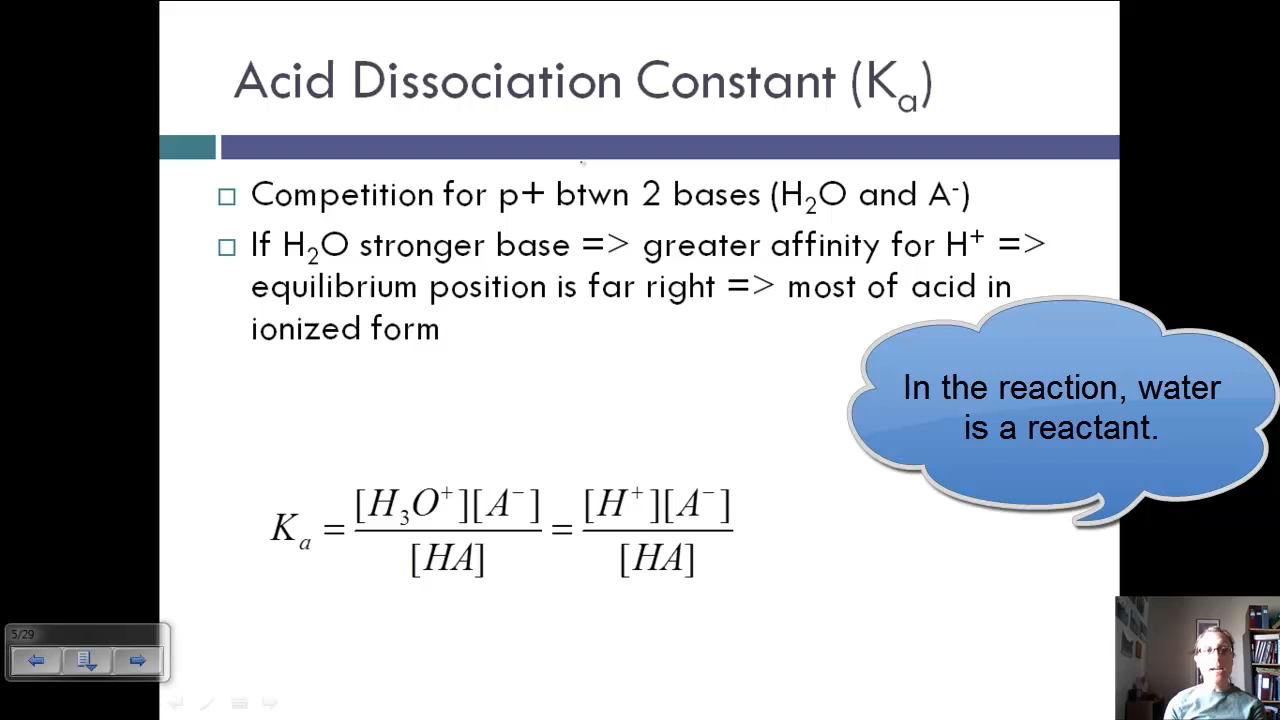 Acid Dissociation Constant (Kₐ)
Competition for p+ btwn 2 bases (H₂O and A⁻)
If H₂O stronger base => greater affinity for H⁺ =>
equilibrium position is far right => most of acid in
ionized form
In the reaction, water
is a reactant.
Kₐ = [H₃O⁺][A⁻] / [HA] = [H⁺][A⁻] / [HA]
5/29